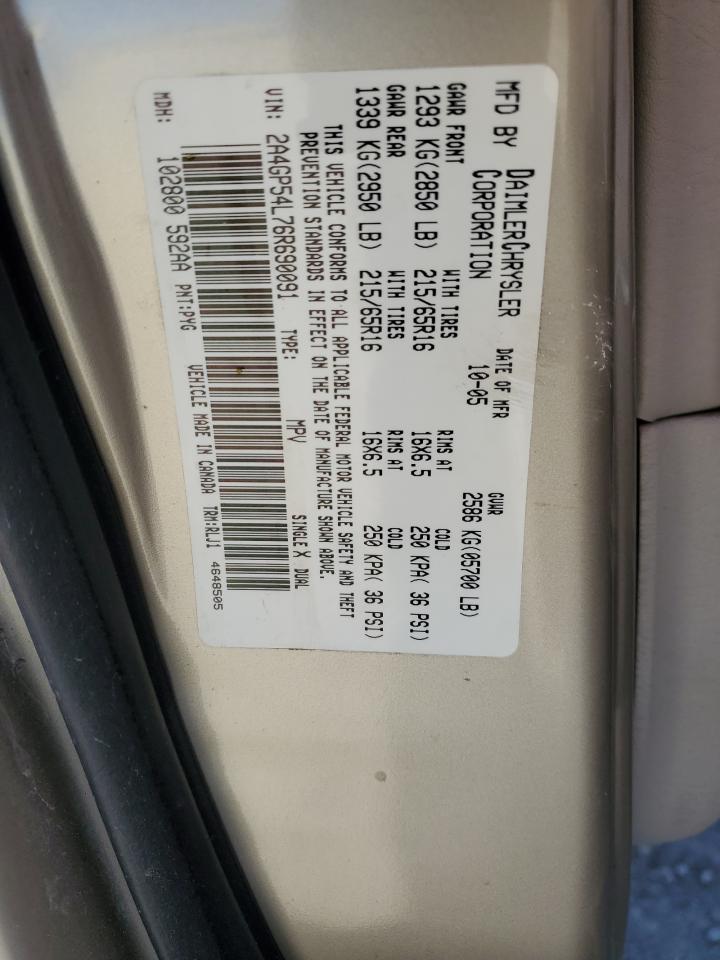 MFD BY DAIMLERCHRYSLER CORPORATION
DATE OF MFR 10-05
GVWR 2586 KG(05700 LB)
GAWR FRONT WITH TIRES RIMS AT COLD
1293 KG(2850 LB) 215/65R16 16X6.5 250 KPA( 36 PSI)
GAWR REAR WITH TIRES RIMS AT COLD
1339 KG(2950 LB) 215/65R16 16X6.5 250 KPA( 36 PSI)
THIS VEHICLE CONFORMS TO ALL APPLICABLE FEDERAL MOTOR VEHICLE SAFETY AND THEFT
PREVENTION STANDARDS IN EFFECT ON THE DATE OF MANUFACTURE SHOWN ABOVE.
VIN: 2A4GP54L76R690091 TYPE: MPV SINGLE X DUAL
MDH: 102800 592AA PNT:PYG VEHICLE MADE IN CANADA TRM:RLJ1 4648505